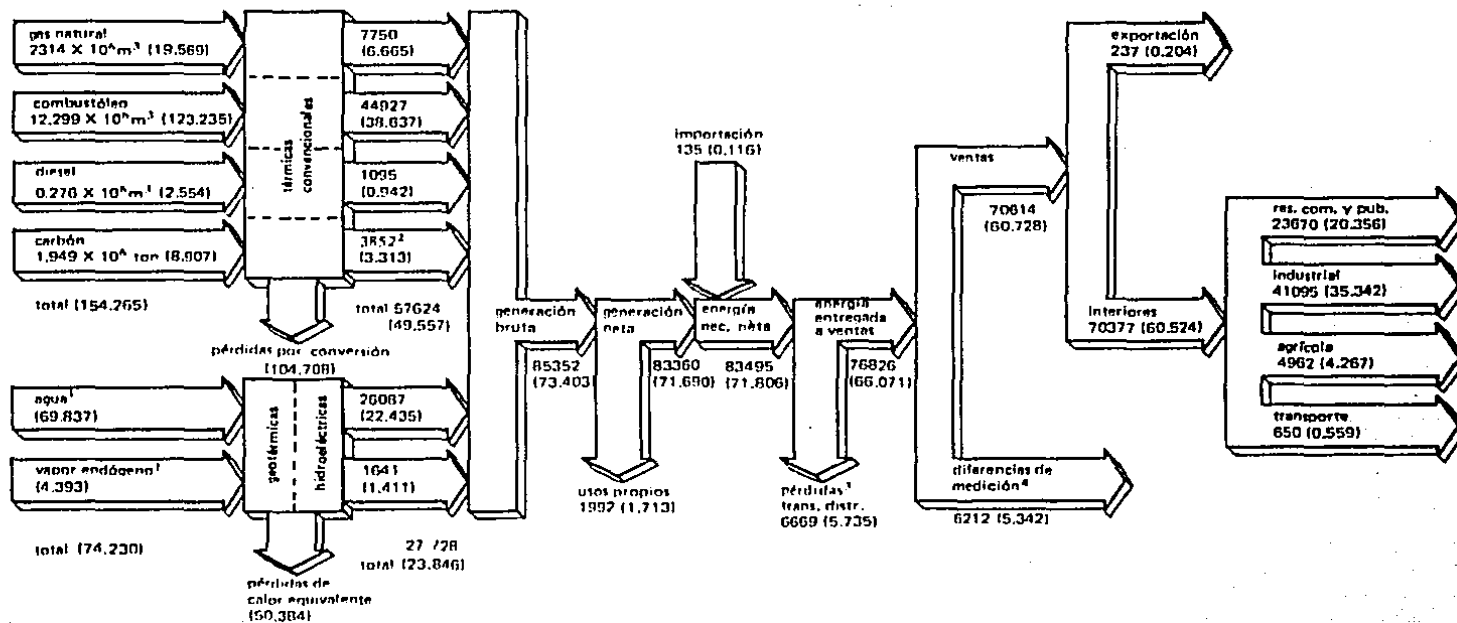 gas natural
2314 X 10⁶m³ (19.569)
combustóleo
12.299 X 10⁶m³ (123.235)
diesel
0.276 X 10⁶m³ (2.554)
carbón
1.949 X 10⁶ ton (8.907)
total (154.265)
térmicas
convencionales
7750
(6.665)
44927
(38.637)
1095
(0.942)
3852²
(3.313)
total 57624
(49.557)
pérdidas por conversión
(104.708)
agua¹
(69.837)
vapor endógeno¹
(4.393)
total (74.230)
geotérmicas
hidroeléctricas
26087
(22.435)
1641
(1.411)
27 728
total (23.846)
pérdidas de
calor equivalente
(50.384)
generación
bruta
85352
(73.403)
generación
neta
83360
(71.690)
usos propios
1992 (1.713)
importación
135 (0.116)
energía
nec. neta
83495
(71.806)
energía
entregada
a ventas
76826
(66.071)
pérdidas³
trans. distr.
6669 (5.735)
ventas
70614
(60.728)
diferencias de
medición⁴
6212 (5.342)
exportación
237 (0.204)
interiores
70377 (60.524)
res. com. y pub.
23670 (20.356)
industrial
41095 (35.342)
agrícola
4962 (4.267)
transporte
650 (0.559)